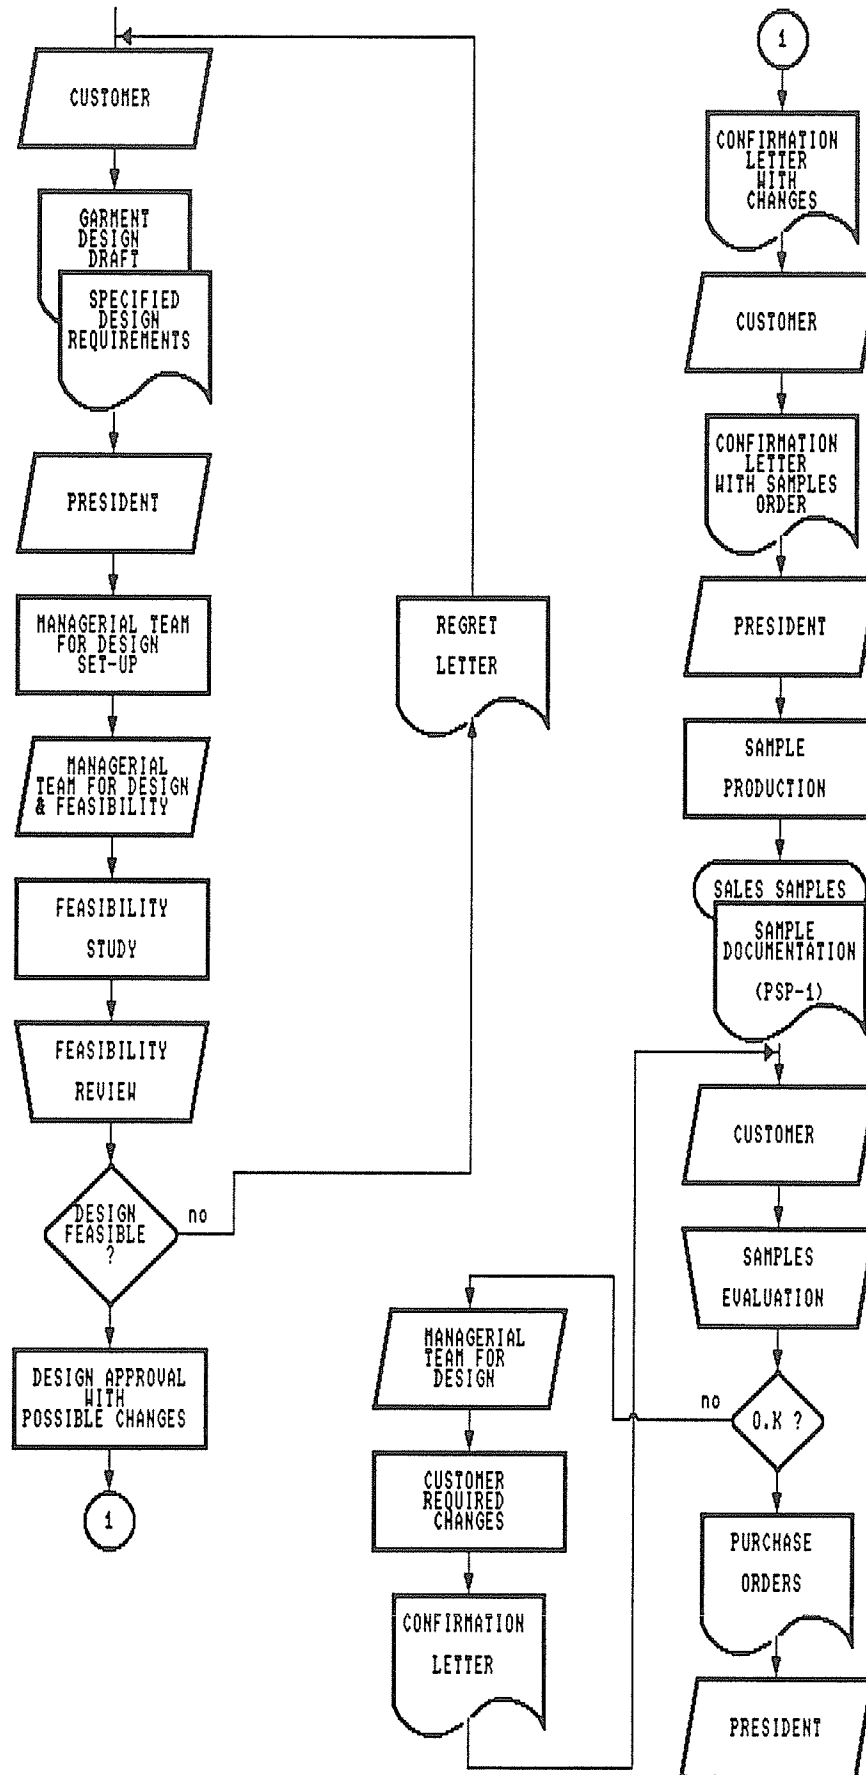 CUSTOMER
GARMENT
DESIGN
DRAFT
SPECIFIED
DESIGN
REQUIREMENTS
PRESIDENT
MANAGERIAL TEAM
FOR DESIGN
SET-UP
MANAGERIAL
TEAM FOR DESIGN
& FEASIBILITY
FEASIBILITY
STUDY
FEASIBILITY
REVIEW
DESIGN
FEASIBLE
?
no
DESIGN APPROVAL
WITH
POSSIBLE CHANGES
1
REGRET
LETTER
MANAGERIAL
TEAM FOR
DESIGN
CUSTOMER
REQUIRED
CHANGES
CONFIRMATION
LETTER
1
CONFIRMATION
LETTER
WITH
CHANGES
CUSTOMER
CONFIRMATION
LETTER
WITH SAMPLES
ORDER
PRESIDENT
SAMPLE
PRODUCTION
SALES SAMPLES
SAMPLE
DOCUMENTATION
(PSP-1)
CUSTOMER
SAMPLES
EVALUATION
no
O.K ?
PURCHASE
ORDERS
PRESIDENT